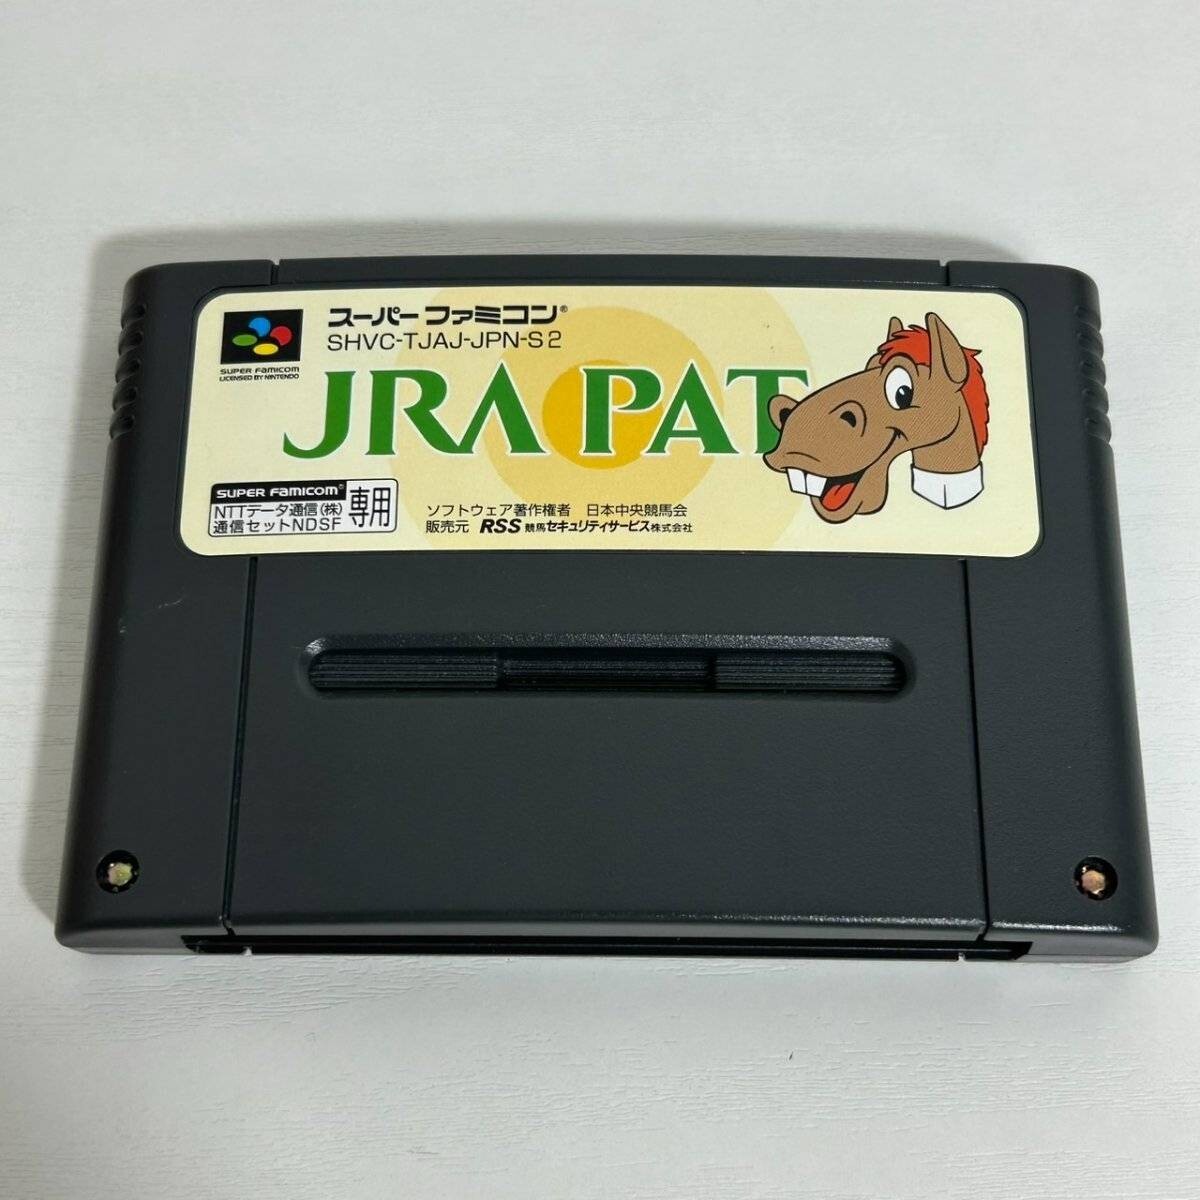 スーパーファミコン®
SHVC-TJAJ-JPN-S2
SUPER FAMICOM
LICENSED BY NINTENDO
JRA PAT
SUPER FAMICOM®
NTTデータ通信(株)
通信セットNDSF
専用
ソフトウェア著作権者 日本中央競馬会
販売元 RSS 競馬セキュリティサービス株式会社